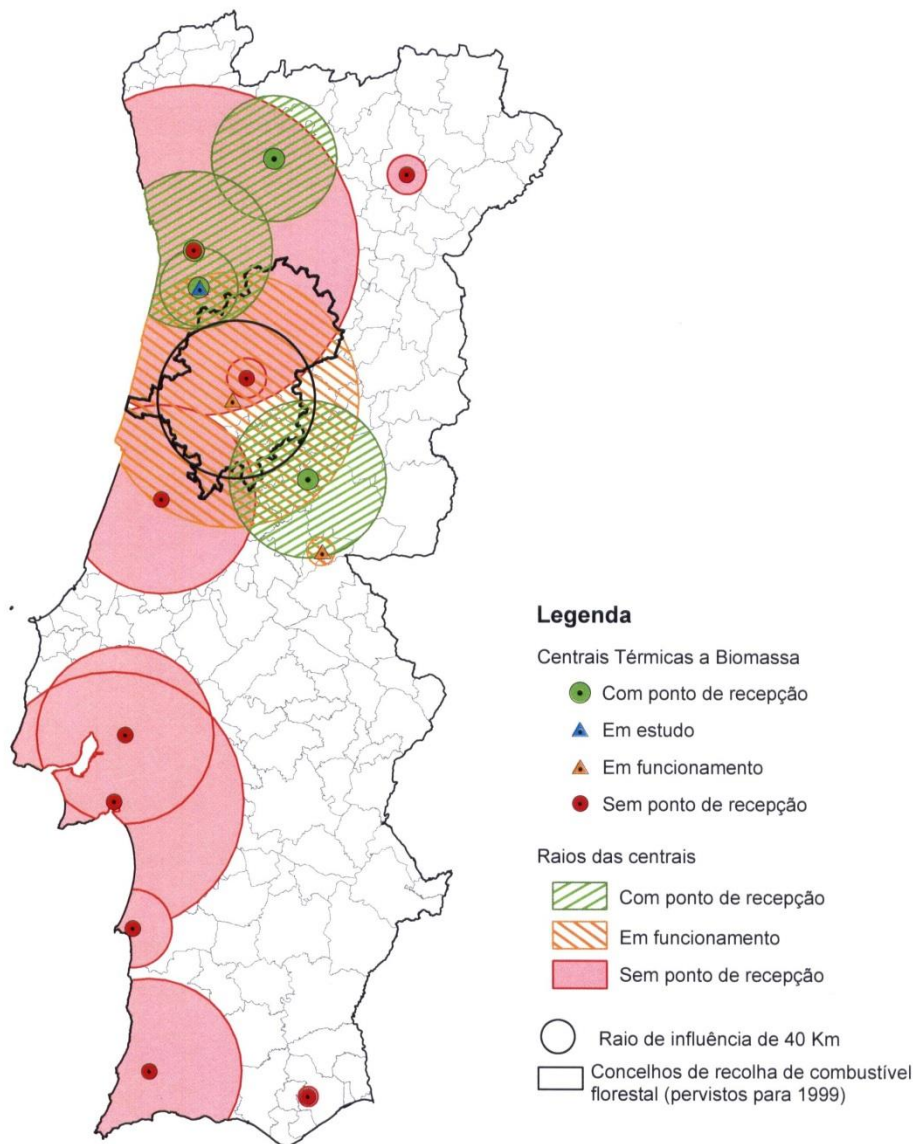 Legenda
Centrais Térmicas a Biomassa
Com ponto de recepção
Em estudo
Em funcionamento
Sem ponto de recepção
Raios das centrais
Com ponto de recepção
Em funcionamento
Sem ponto de recepção
Raio de influência de 40 Km
Concelhos de recolha de combustível
florestal (pervistos para 1999)